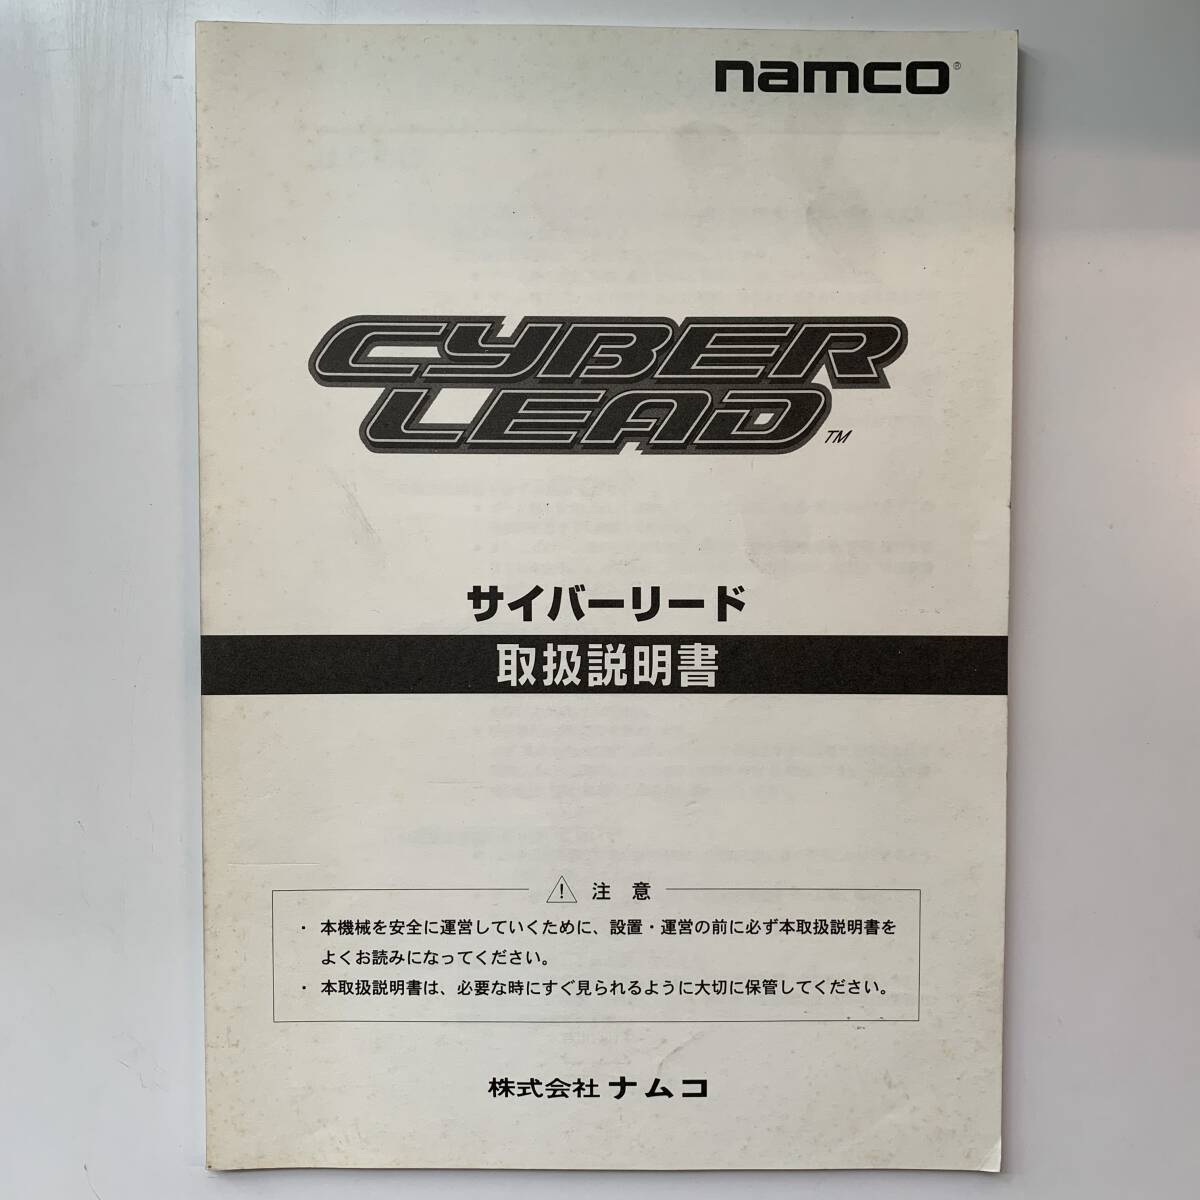 namco®
CYBER
LEAD™
サイバーリード
取扱説明書
注 意
・ 本機械を安全に運営していくために、設置・運営の前に必ず本取扱説明書を
よくお読みになってください。
・ 本取扱説明書は、必要な時にすぐ見られるように大切に保管してください。
株式会社 ナムコ